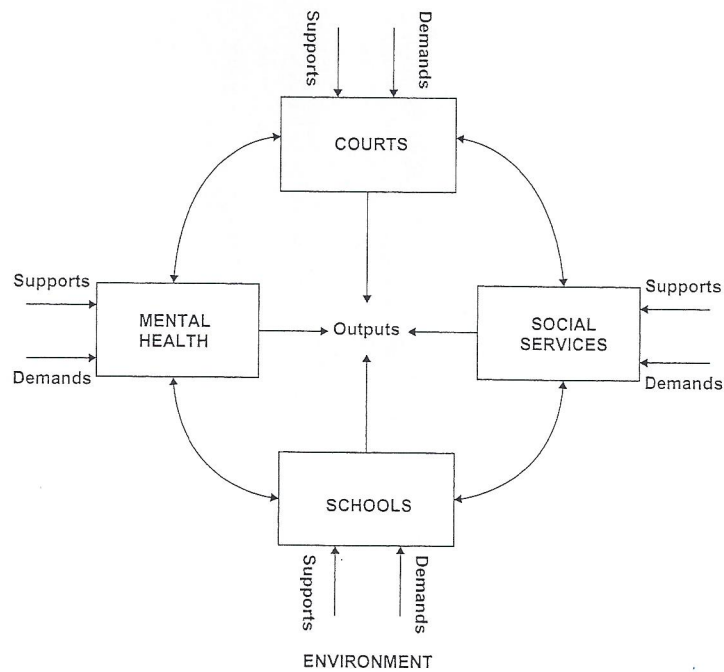 Supports
Demands
COURTS
Supports
Demands
MENTAL
HEALTH
Outputs
SOCIAL
SERVICES
Supports
Demands
SCHOOLS
Supports
Demands
ENVIRONMENT